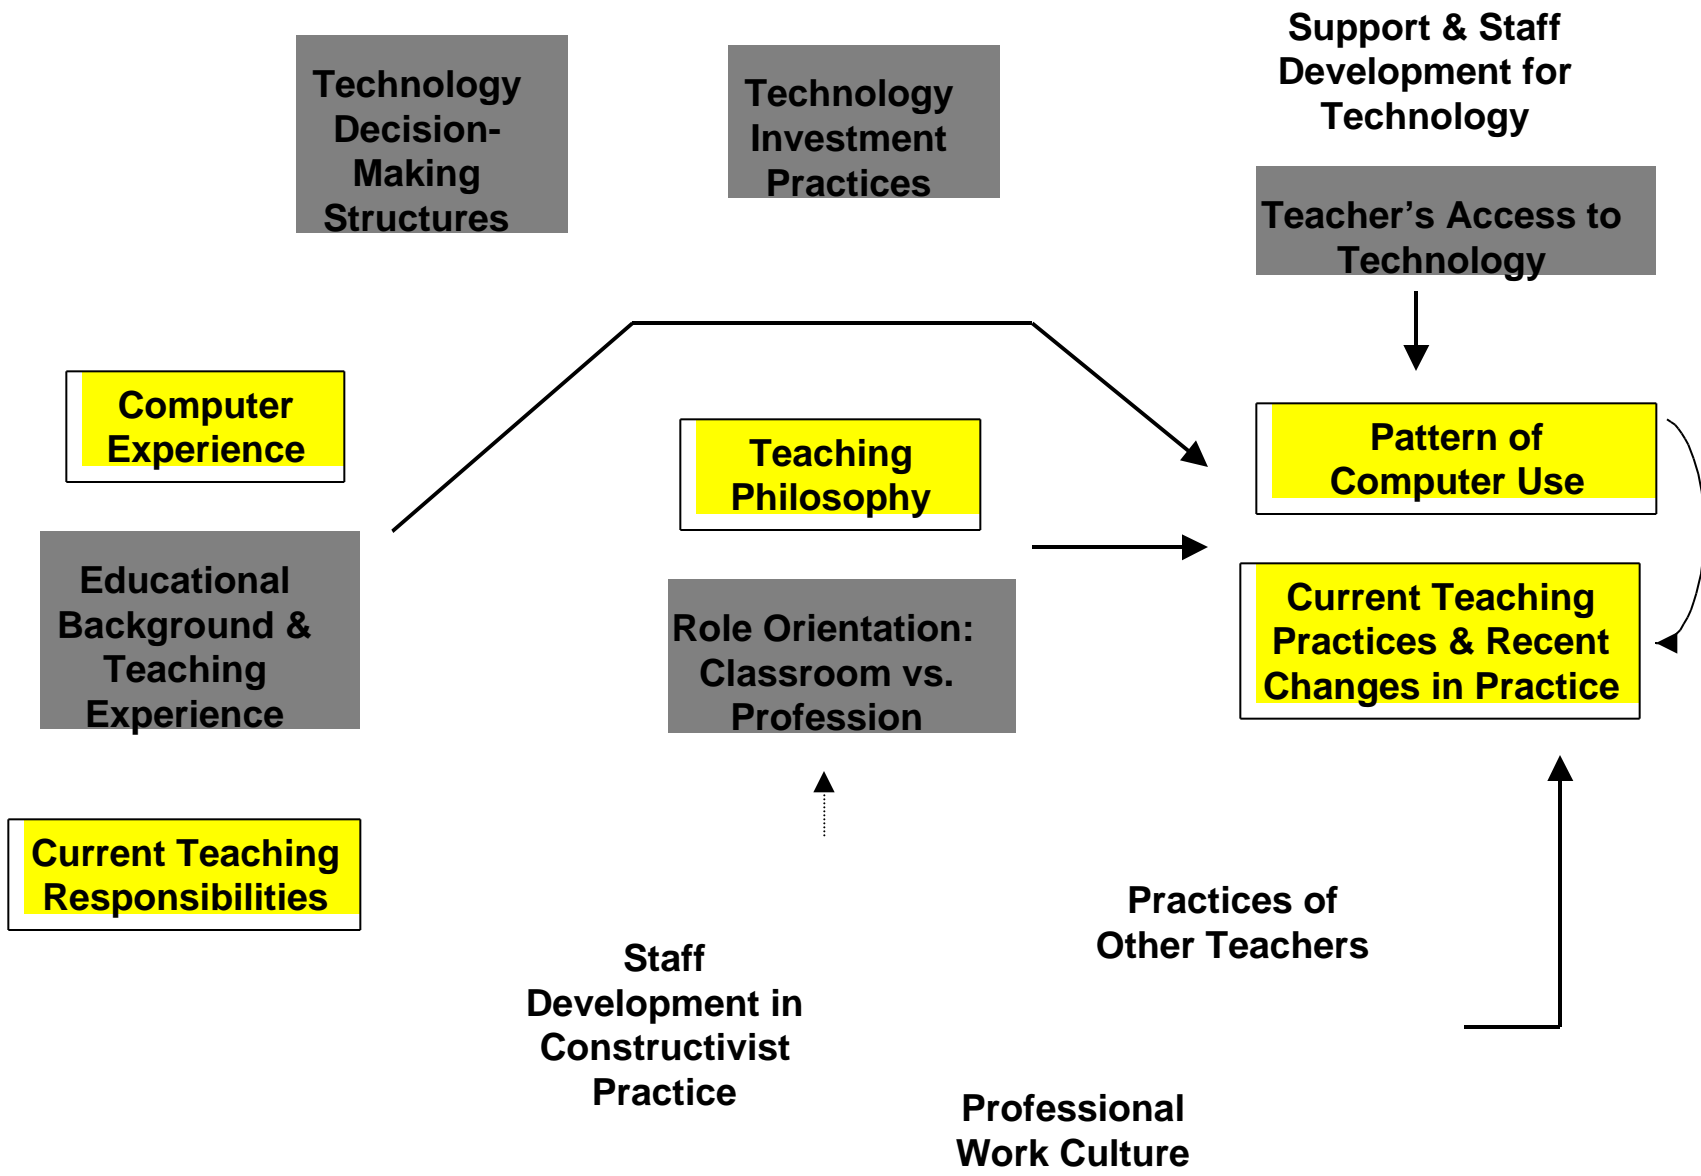 Support & Staff
Development for
Technology
Technology
Decision-
Making
Structures
Technology
Investment
Practices
Teacher’s Access to
Technology
Computer
Experience
Teaching
Philosophy
Pattern of
Computer Use
Educational
Background &
Teaching
Experience
Role Orientation:
Classroom vs.
Profession
Current Teaching
Practices & Recent
Changes in Practice
Current Teaching
Responsibilities
Practices of
Other Teachers
Staff
Development in
Constructivist
Practice
Professional
Work Culture